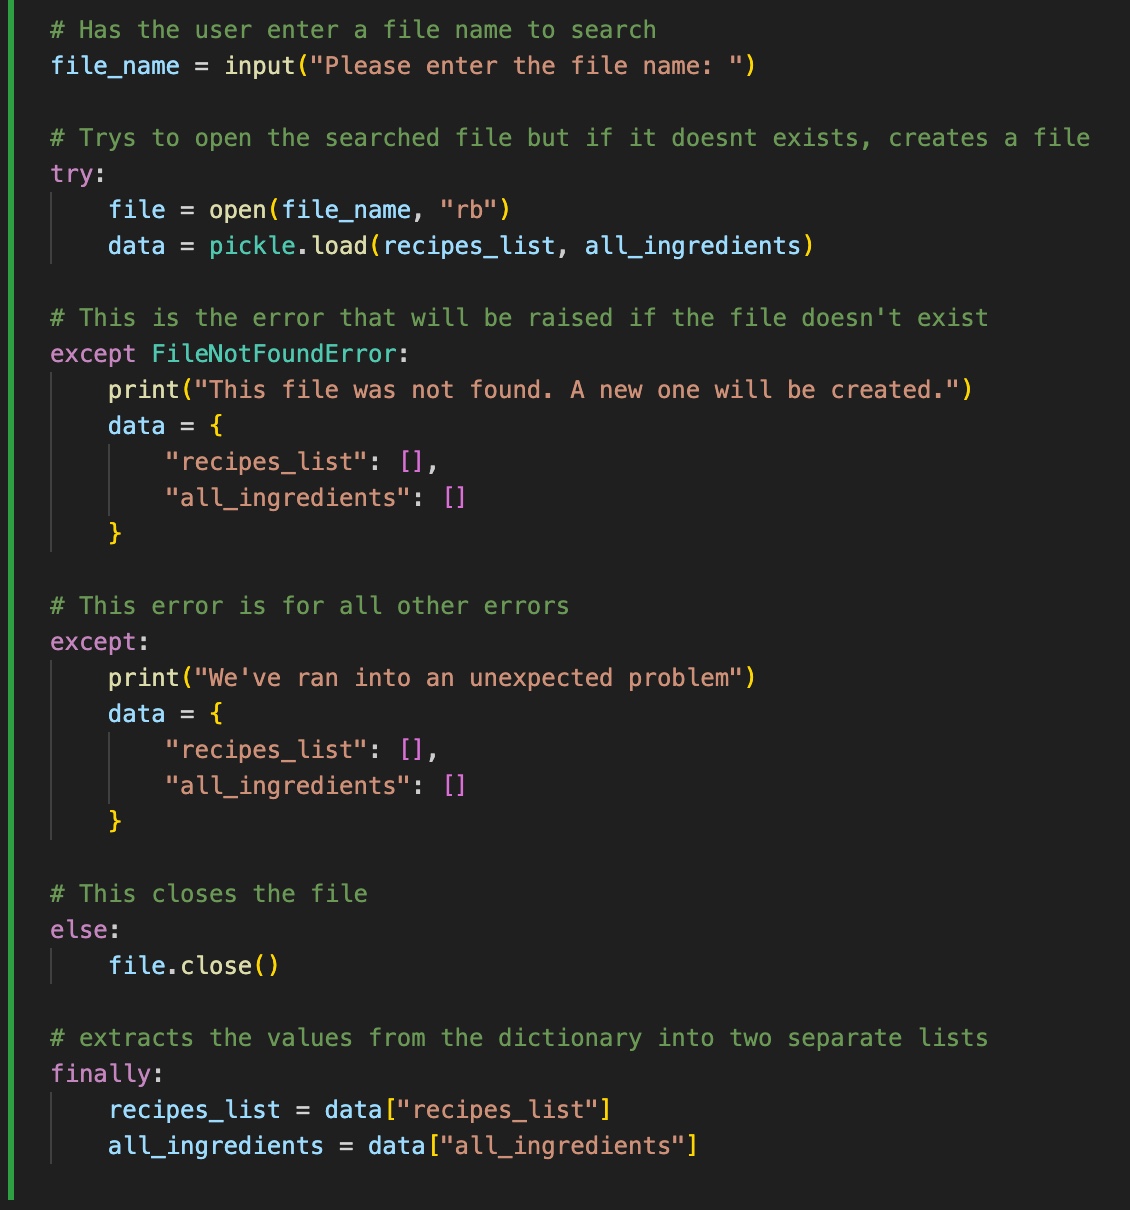 # Has the user enter a file name to search
file_name = input("Please enter the file name: ")
# Trys to open the searched file but if it doesnt exists, creates a file
try:
file = open(file_name, "rb")
data = pickle.load(recipes_list, all_ingredients)
# This is the error that will be raised if the file doesn't exist
except FileNotFoundError:
print("This file was not found. A new one will be created.")
data = {
"recipes_list": [],
"all_ingredients": []
}
# This error is for all other errors
except:
print("We've ran into an unexpected problem")
data = {
"recipes_list": [],
"all_ingredients": []
}
# This closes the file
else:
file.close()
# extracts the values from the dictionary into two separate lists
finally:
recipes_list = data["recipes_list"]
all_ingredients = data["all_ingredients"]